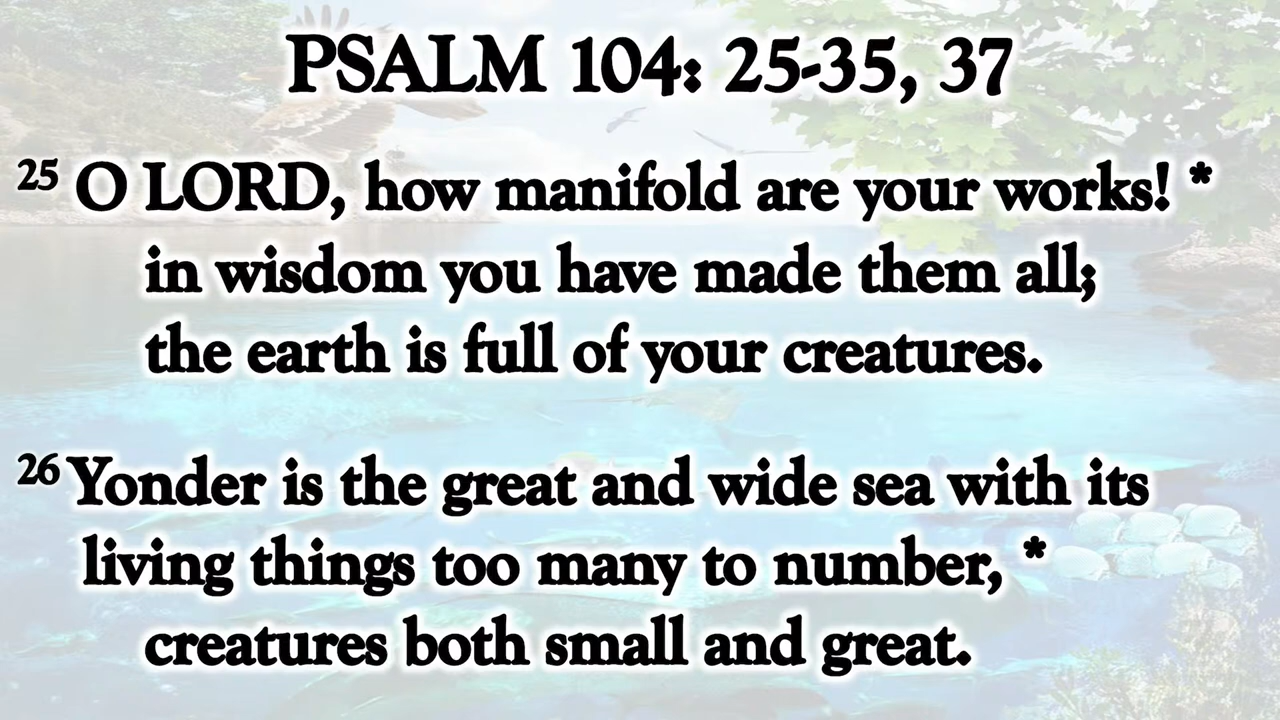 PSALM 104: 25-35, 37
25 O LORD, how manifold are your works! *
in wisdom you have made them all;
the earth is full of your creatures.
26 Yonder is the great and wide sea with its
living things too many to number, *
creatures both small and great.